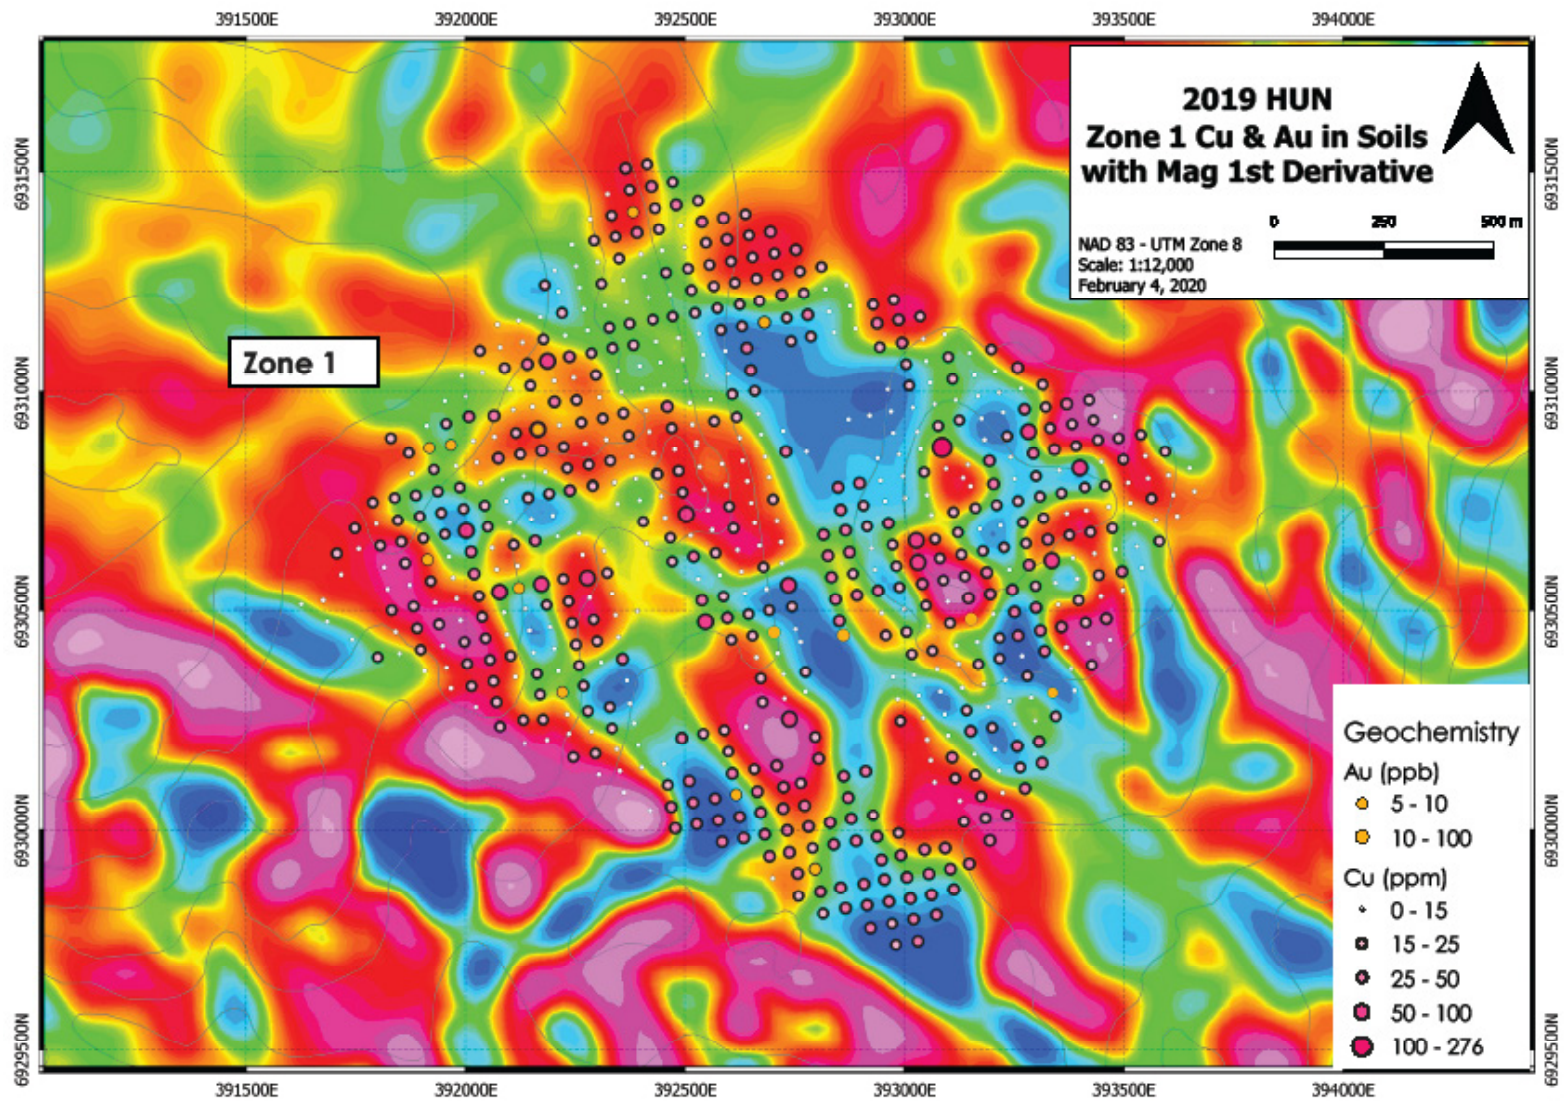 391500E 392000E 392500E 393000E 393500E 394000E
2019 HUN
Zone 1 Cu & Au in Soils
with Mag 1st Derivative
0 250 500 m
NAD 83 - UTM Zone 8
Scale: 1:12,000
February 4, 2020
6931500N
6931500N
Zone 1
6931000N
6931000N
6930500N
6930500N
6930000N
6930000N
6929500N
6929500N
Geochemistry
Au (ppb)
5 - 10
10 - 100
Cu (ppm)
0 - 15
15 - 25
25 - 50
50 - 100
100 - 276
391500E 392000E 392500E 393000E 393500E 394000E